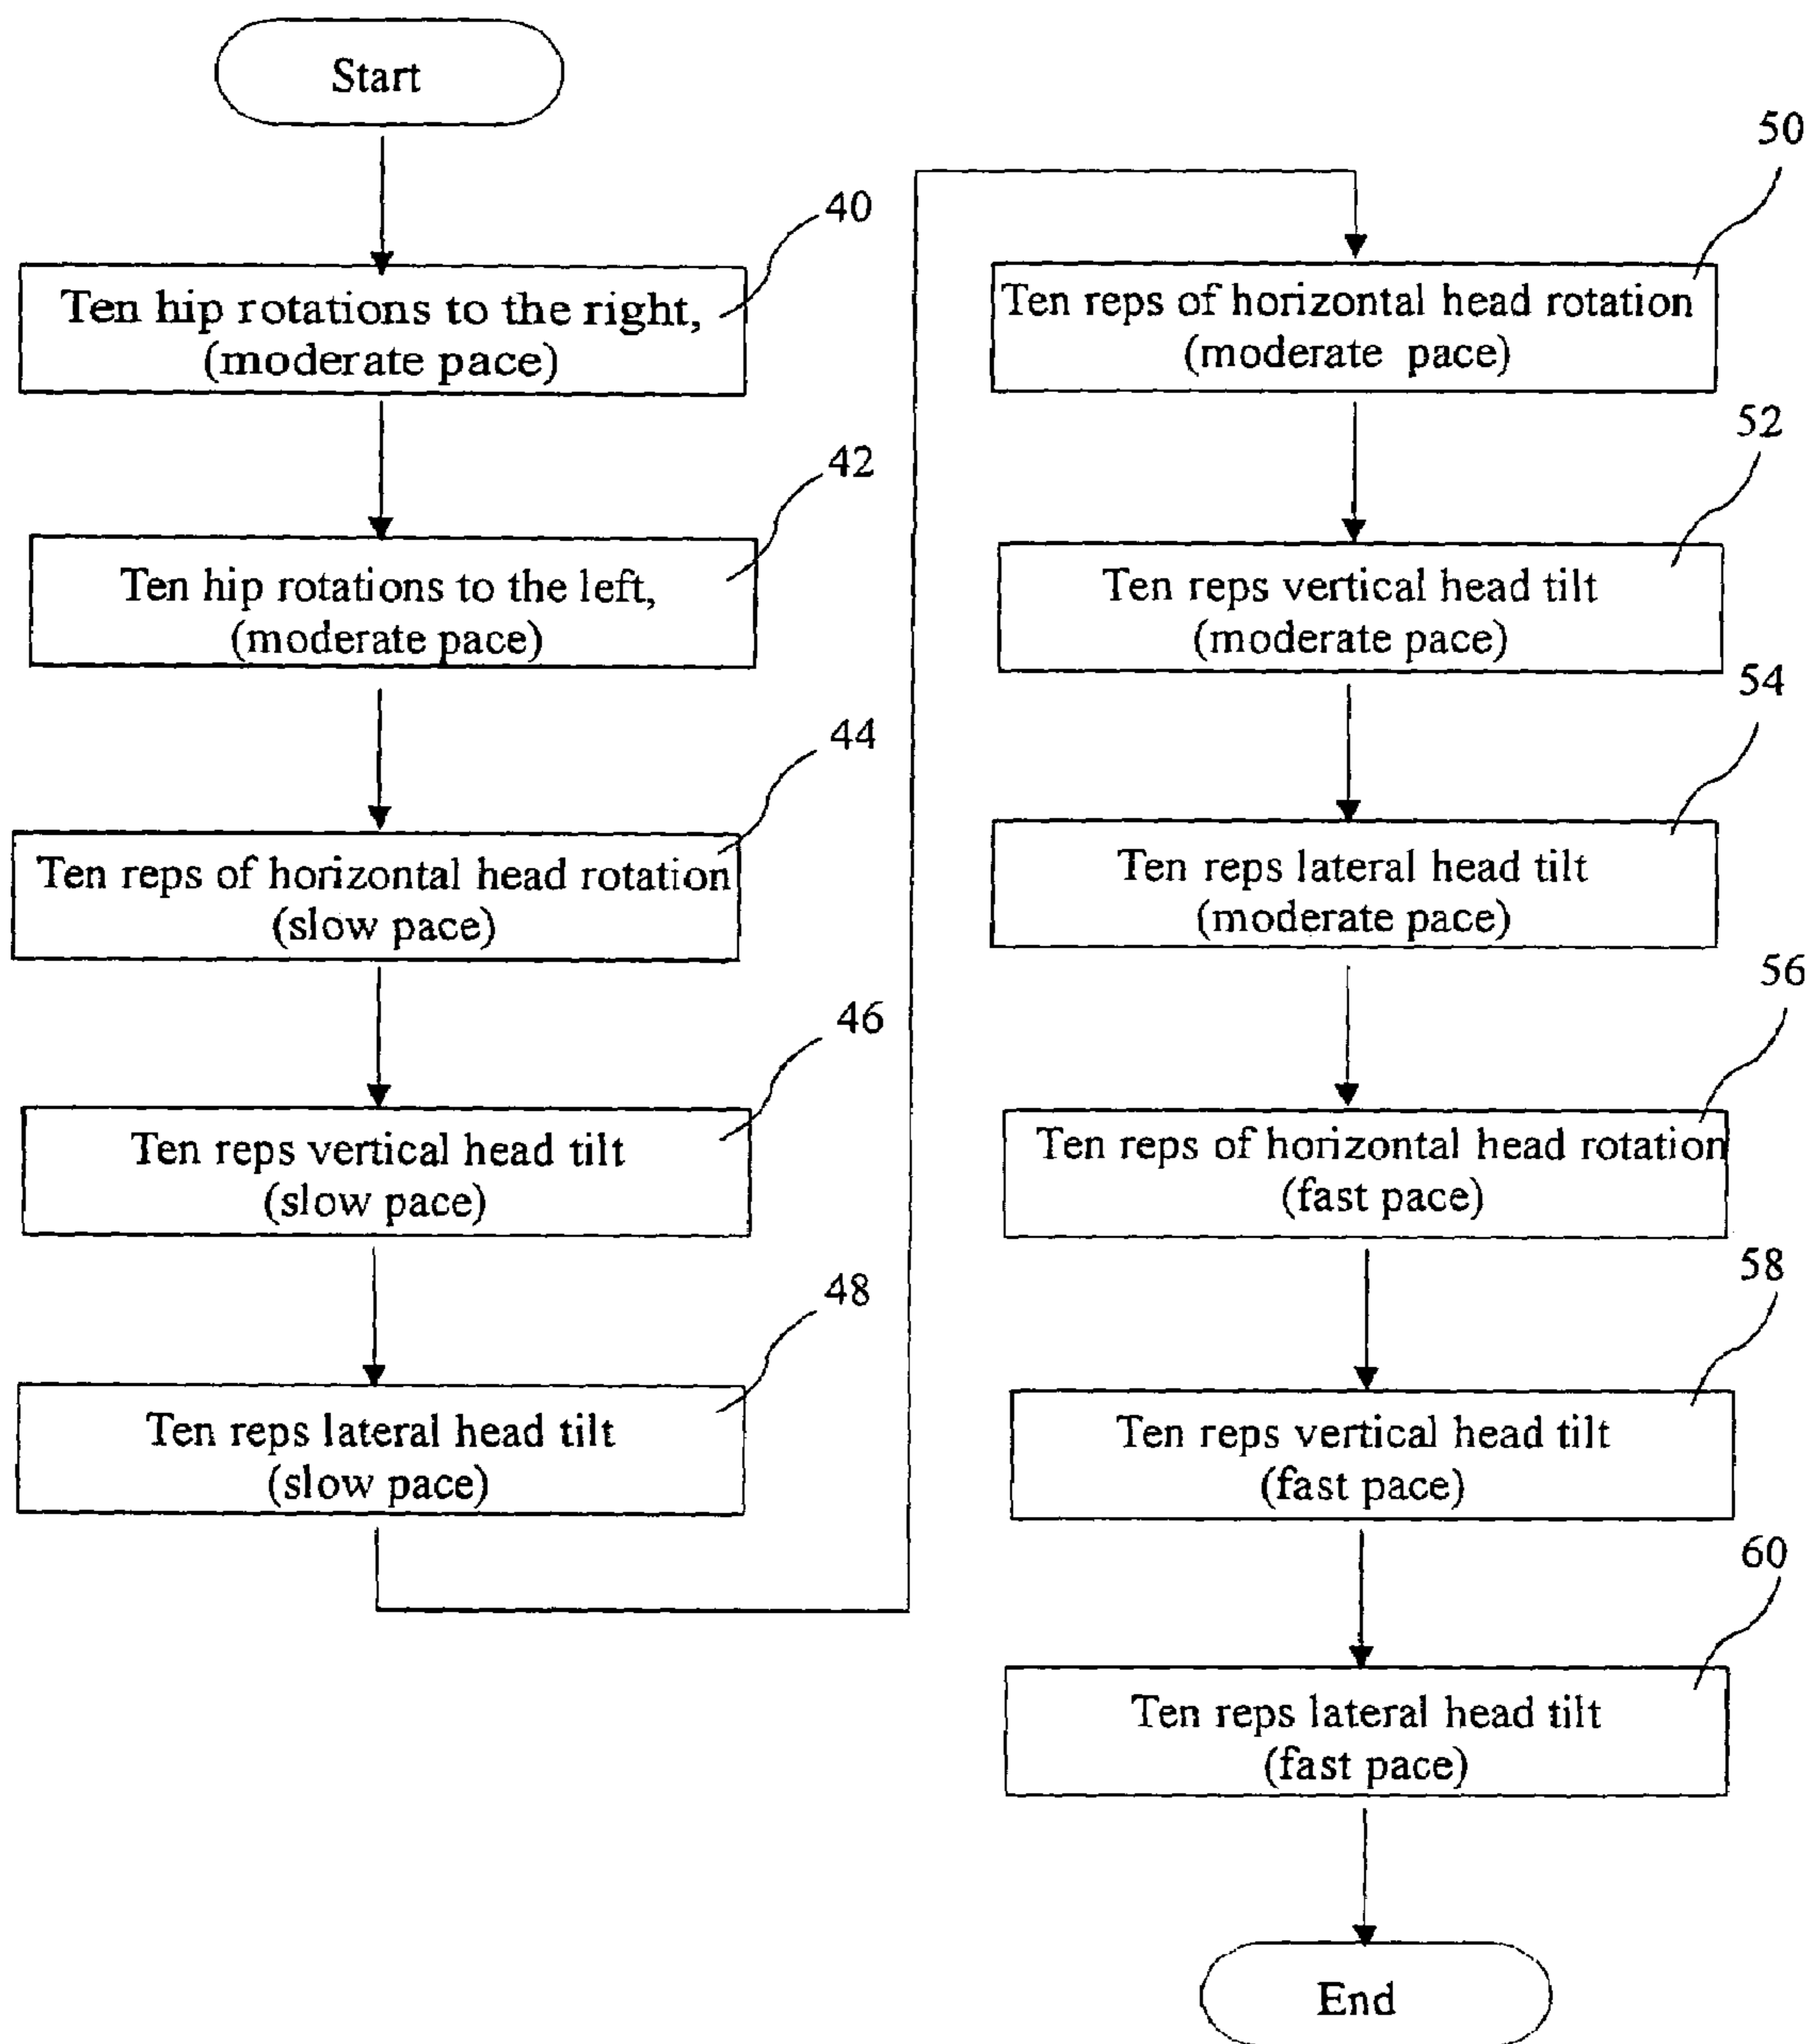 Start
40
Ten hip rotations to the right,
(moderate pace)
42
Ten hip rotations to the left,
(moderate pace)
44
Ten reps of horizontal head rotation
(slow pace)
46
Ten reps vertical head tilt
(slow pace)
48
Ten reps lateral head tilt
(slow pace)
50
Ten reps of horizontal head rotation
(moderate pace)
52
Ten reps vertical head tilt
(moderate pace)
54
Ten reps lateral head tilt
(moderate pace)
56
Ten reps of horizontal head rotation
(fast pace)
58
Ten reps vertical head tilt
(fast pace)
60
Ten reps lateral head tilt
(fast pace)
End